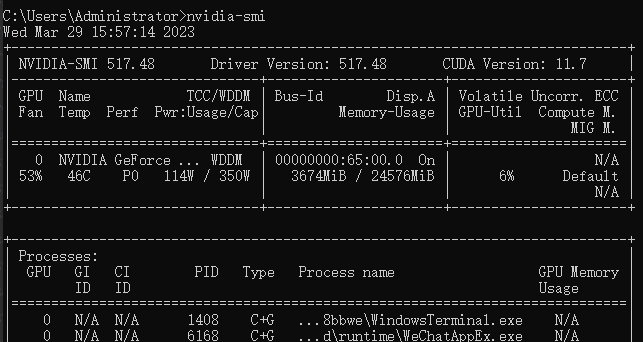 C:\Users\Administrator>nvidia-smi
Wed Mar 29 15:57:14 2023
NVIDIA-SMI 517.48 Driver Version: 517.48 CUDA Version: 11.7
GPU Name TCC/WDDM | Bus-Id Disp.A | Volatile Uncorr. ECC
Fan Temp Perf Pwr:Usage/Cap | Memory-Usage | GPU-Util Compute M.
MIG M.
0 NVIDIA GeForce ... WDDM | 00000000:65:00.0 On | N/A
53% 46C P0 114W / 350W | 3674MiB / 24576MiB | 6% Default
N/A
Processes:
GPU GI CI PID Type Process name GPU Memory
ID ID Usage
0 N/A N/A 1408 C+G ...8bbwe\WindowsTerminal.exe N/A
0 N/A N/A 6168 C+G ...d\runtime\WeChatAppEx.exe N/A